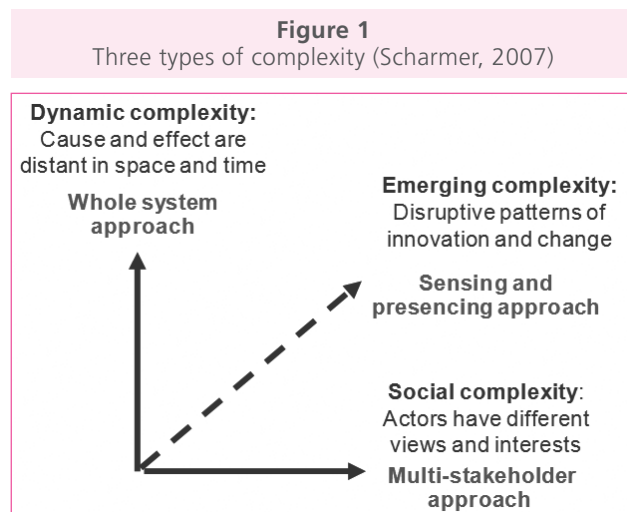 Figure 1
Three types of complexity (Scharmer, 2007)
Dynamic complexity:
Cause and effect are
distant in space and time
Whole system
approach
Emerging complexity:
Disruptive patterns of
innovation and change
Sensing and
presencing approach
Social complexity:
Actors have different
views and interests
Multi-stakeholder
approach